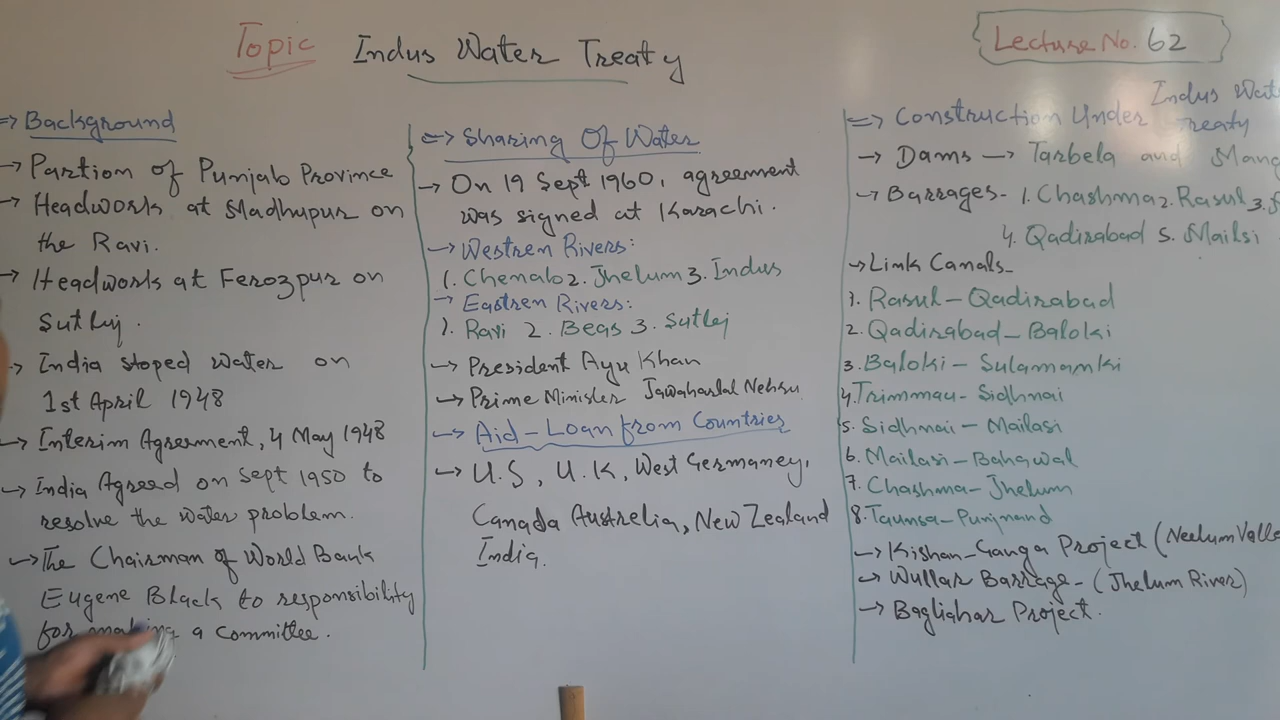 Topic Indus Water Treaty
Lecture No. 62
⇒ Background
→ Partion of Punjab Province
→ Headworks at Madhupur on
the Ravi.
→ Headwork at Ferozpur on
Sutluj.
→ India stoped water on
1st April 1948
→ Interim Agreement, 4 May 1948
→ India Agreed on Sept 1950 to
resolve the water problem.
→ The Chairman of World Bank
Eugene Black to responsibility
for making a committee.
⇒ Sharing Of Water
→ On 19 Sept 1960, agreement
was signed at Karachi.
→ Westren Rivers:
1. Chenab 2. Jhelum 3. Indus
→ Eastren Rivers:
1. Ravi 2. Beas 3. Sutlej
→ President Ayu Khan
→ Prime Minister Jawaharlal Nehru
→ Aid-Loan from Countries
→ U.S, U.K, West Germaney,
Canada Austrelia, New Zealand
India.
⇒ Construction Under Indus
Treaty
→ Dams → Tarbela and
→ Barrages - 1. Chashma 2. Rasul 3.
4. Qadirabad 5. Mailsi
→ Link Canals-
1. Rasul - Qadirabad
2. Qadirabad - Baloki
3. Baloki - Sulamamki
4. Trimmau - Sidhnai
5. Sidhnai - Mailasi
6. Mailasi - Bahawal
7. Chashma - Jhelum
8. Taunsa - Punjnand
→ Kishan-Ganga Project (Neelum
→ Wullar Barrage - (Jhelum River)
→ Bagliahar Project.